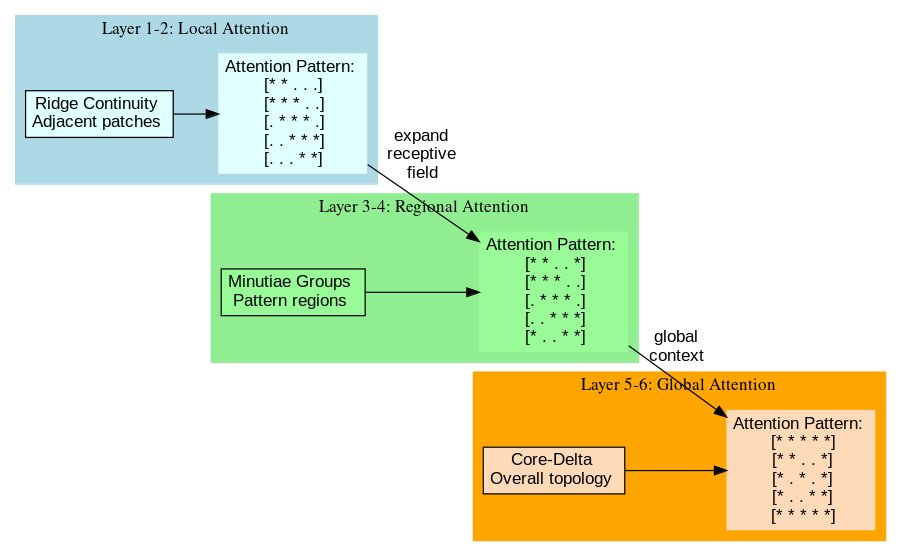 Layer 1-2: Local Attention
Ridge Continuity
Adjacent patches
Attention Pattern:
[* * . . .]
[* * * . .]
[. * * * .]
[. . * * *]
[. . . * *]
expand
receptive
field
Layer 3-4: Regional Attention
Minutiae Groups
Pattern regions
Attention Pattern:
[* * . . *]
[* * * . .]
[. * * * .]
[. . * * *]
[* . . * *]
global
context
Layer 5-6: Global Attention
Core-Delta
Overall topology
Attention Pattern:
[* * * * *]
[* * . . *]
[* . * . *]
[* . . * *]
[* * * * *]